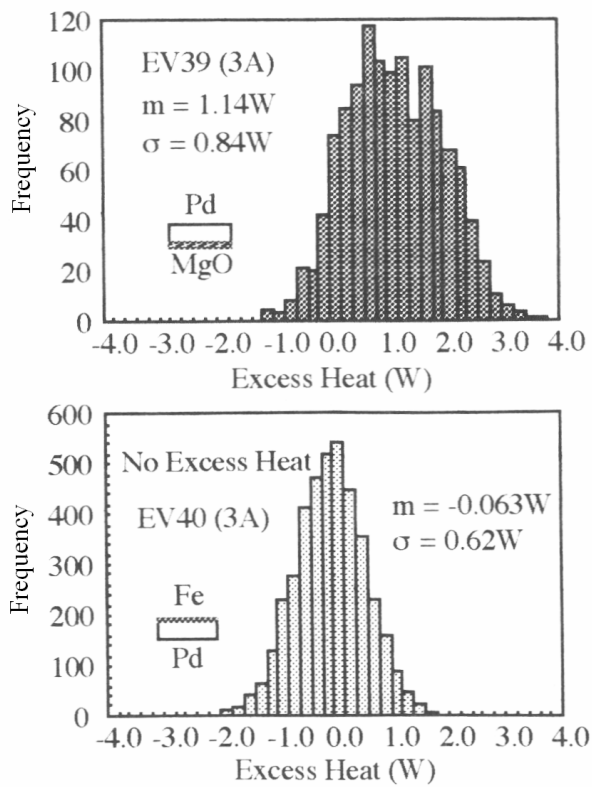 120
100
80
60
40
20
0
Frequency
EV39 (3A)
m = 1.14W
σ = 0.84W
Pd
MgO
-4.0 -3.0 -2.0 -1.0 0.0 1.0 2.0 3.0 4.0
Excess Heat (W)
600
500
400
300
200
100
0
Frequency
No Excess Heat
EV40 (3A)
m = -0.063W
σ = 0.62W
Fe
Pd
-4.0 -3.0 -2.0 -1.0 0.0 1.0 2.0 3.0 4.0
Excess Heat (W)